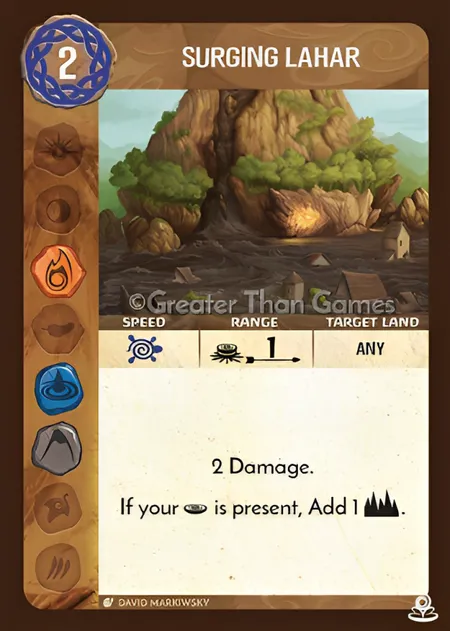 2
SURGING LAHAR
©Greater Than Games
SPEED RANGE TARGET LAND
1 ANY
2 Damage.
If your is present, Add 1 .
DAVID MARKIWSKY